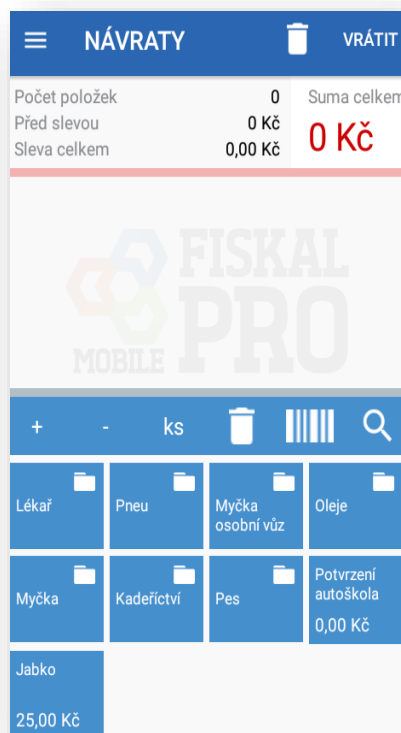 NÁVRATY
VRÁTIT
Počet položek 0
Před slevou 0 Kč
Sleva celkem 0,00 Kč
Suma celkem
0 Kč
FISKAL
PRO
MOBILE
+ - ks
Lékař
Pneu
Myčka
osobní vůz
Oleje
Myčka
Kadeřictví
Pes
Potvrzení
autoškola
0,00 Kč
Jabko
25,00 Kč